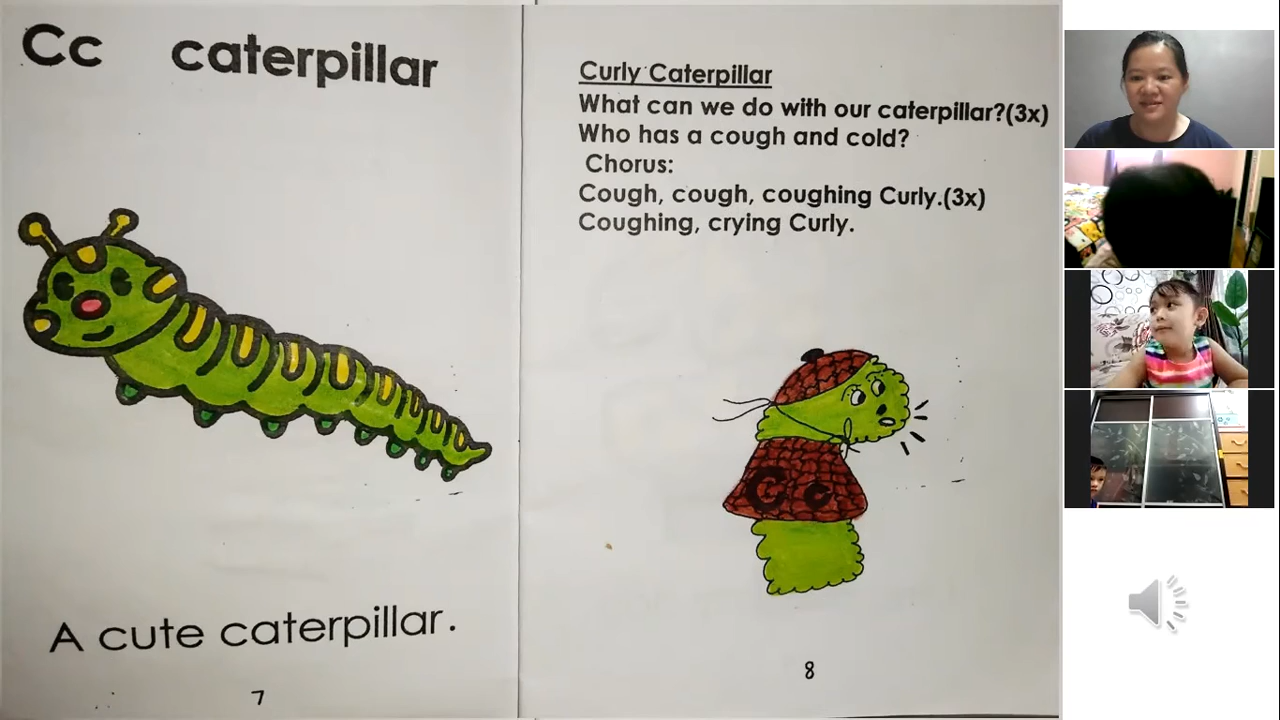 Cc caterpillar
A cute caterpillar.
7
Curly Caterpillar
What can we do with our caterpillar?(3x)
Who has a cough and cold?
Chorus:
Cough, cough, coughing Curly.(3x)
Coughing, crying Curly.
C c
8